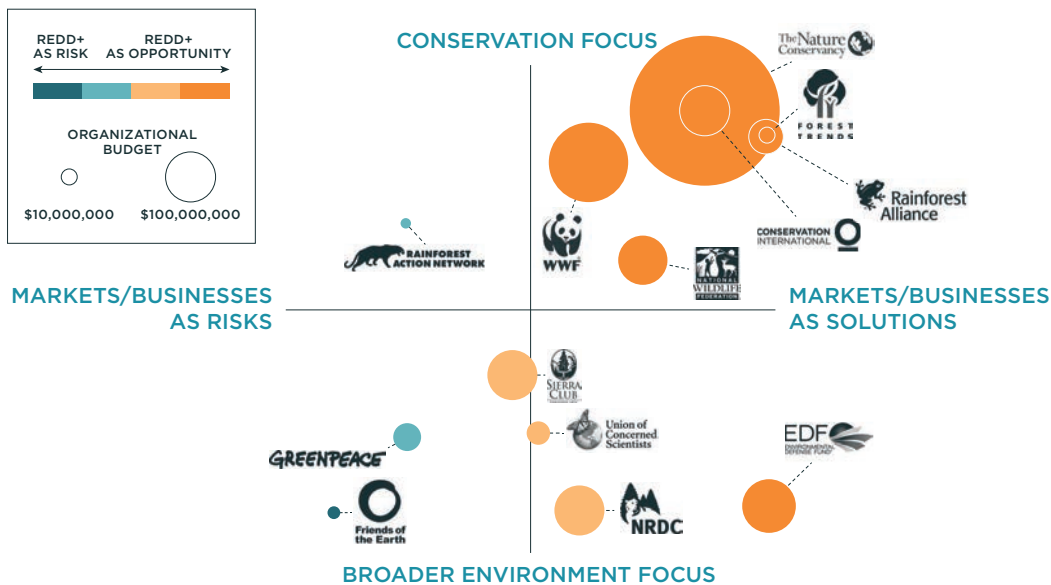 REDD+
AS RISK
REDD+
AS OPPORTUNITY
ORGANIZATIONAL
BUDGET
$10,000,000
$100,000,000
CONSERVATION FOCUS
The Nature
Conservancy
FOREST
TRENDS
Rainforest
Alliance
CONSERVATION
INTERNATIONAL
RAINFOREST
ACTION NETWORK
WWF
NATIONAL
WILDLIFE
FEDERATION
MARKETS/BUSINESSES
AS RISKS
MARKETS/BUSINESSES
AS SOLUTIONS
SIERRA
CLUB
Union of
Concerned
Scientists
EDF
ENVIRONMENTAL
DEFENSE FUND
GREENPEACE
Friends of
the Earth
NRDC
BROADER ENVIRONMENT FOCUS